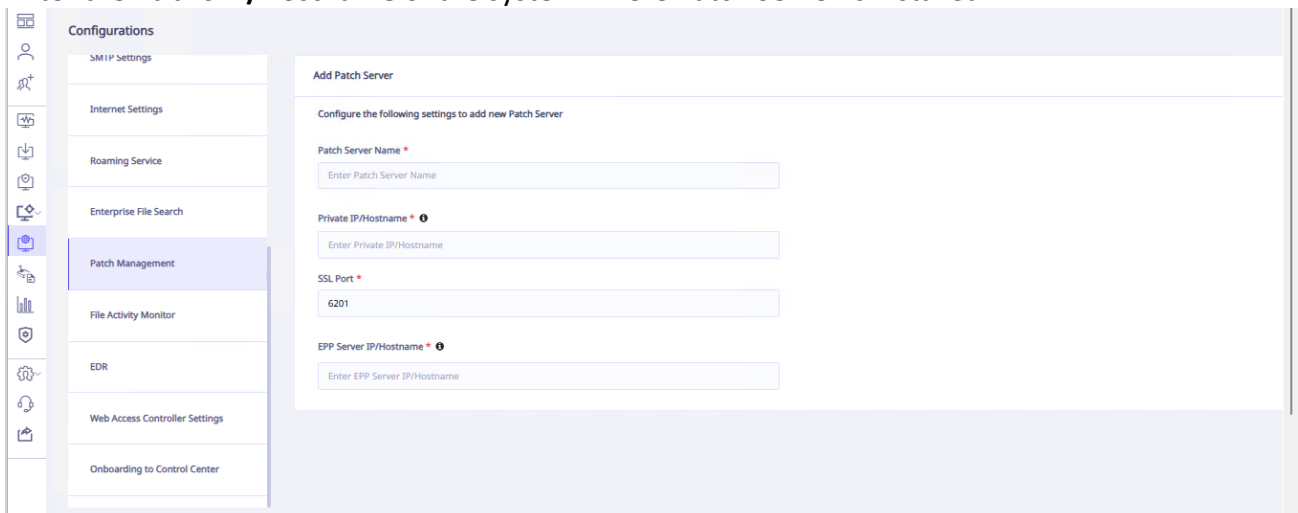 Configurations
SMTP Settings
Internet Settings
Roaming Service
Enterprise File Search
Patch Management
File Activity Monitor
EDR
Web Access Controller Settings
Onboarding to Control Center
Add Patch Server
Configure the following settings to add new Patch Server
Patch Server Name *
Enter Patch Server Name
Private IP/Hostname *
Enter Private IP/Hostname
SSL Port *
6201
EPP Server IP/Hostname *
Enter EPP Server IP/Hostname